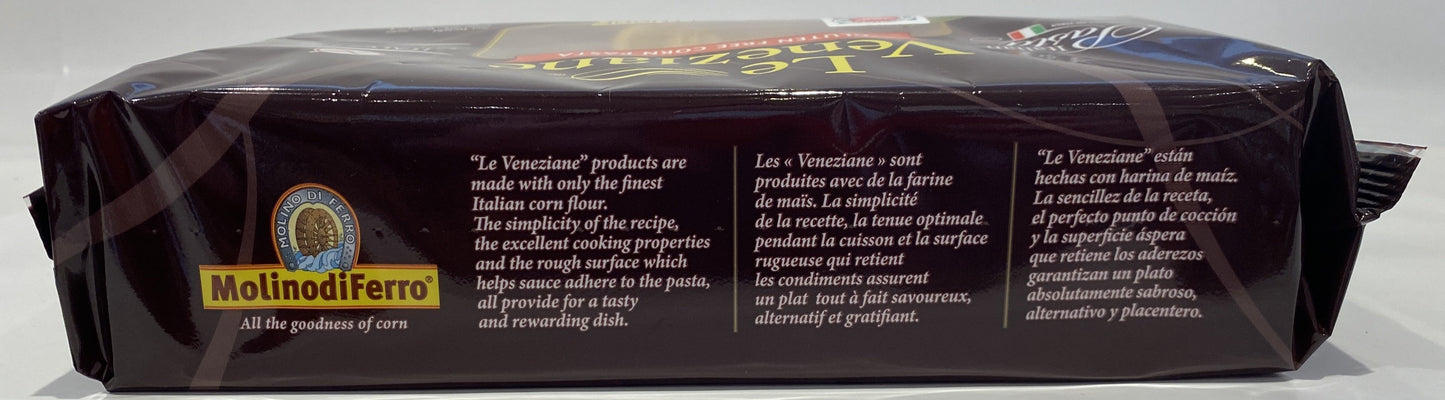 Le
Veneziane
GLUTEN FREE CORN PASTA
Pasta
MOLINO DI FERRO
MolinodiFerro®
All the goodness of corn
“Le Veneziane” products are
made with only the finest
Italian corn flour.
The simplicity of the recipe,
the excellent cooking properties
and the rough surface which
helps sauce adhere to the pasta,
all provide for a tasty
and rewarding dish.
Les « Veneziane » sont
produites avec de la farine
de maïs. La simplicité
de la recette, la tenue optimale
pendant la cuisson et la surface
rugueuse qui retient
les condiments assurent
un plat tout à fait savoureux,
alternatif et gratifiant.
“Le Veneziane” están
hechas con harina de maíz.
La sencillez de la receta,
el perfecto punto de cocción
y la superficie áspera
que retiene los aderezos
garantizan un plato
absolutamente sabroso,
alternativo y placentero.